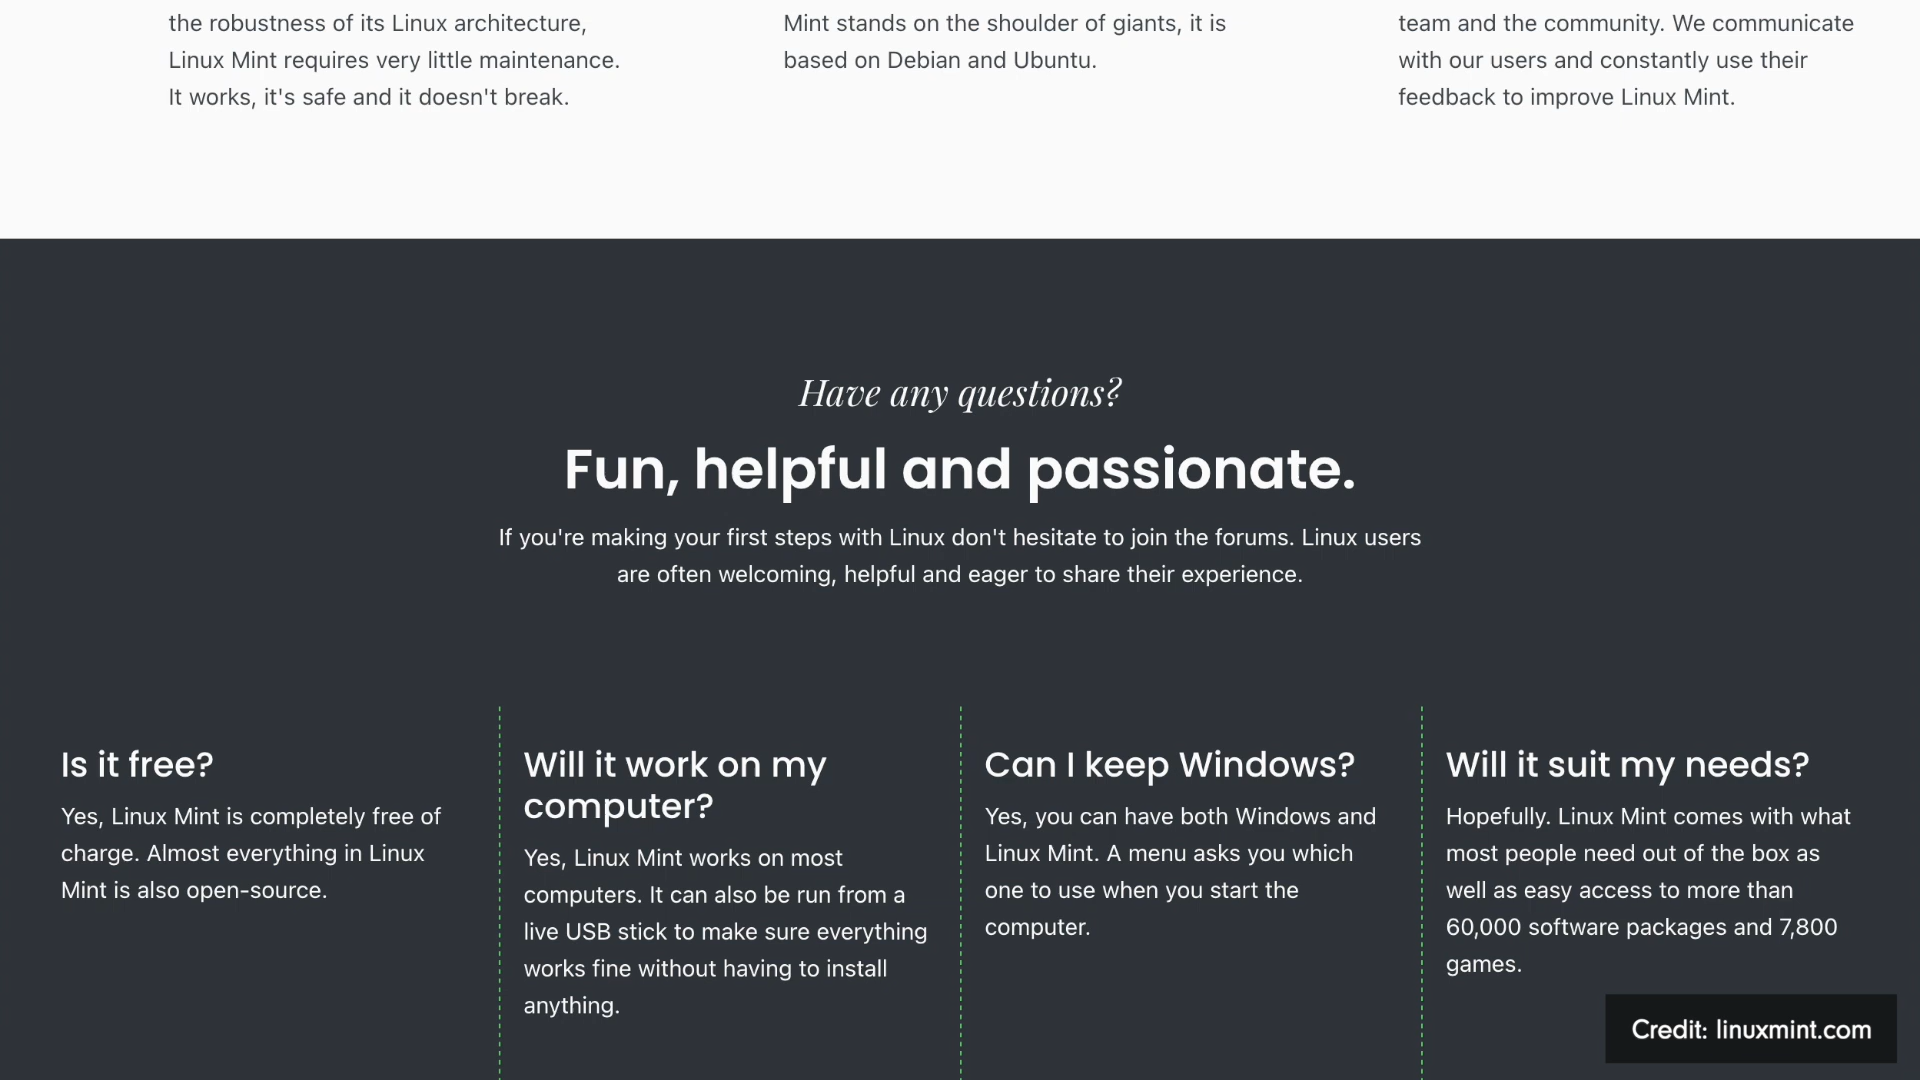 the robustness of its Linux architecture,
Linux Mint requires very little maintenance.
It works, it's safe and it doesn't break.
Mint stands on the shoulder of giants, it is
based on Debian and Ubuntu.
team and the community. We communicate
with our users and constantly use their
feedback to improve Linux Mint.
Have any questions?
Fun, helpful and passionate.
If you're making your first steps with Linux don't hesitate to join the forums. Linux users
are often welcoming, helpful and eager to share their experience.
Is it free?
Yes, Linux Mint is completely free of
charge. Almost everything in Linux
Mint is also open-source.
Will it work on my
computer?
Yes, Linux Mint works on most
computers. It can also be run from a
live USB stick to make sure everything
works fine without having to install
anything.
Can I keep Windows?
Yes, you can have both Windows and
Linux Mint. A menu asks you which
one to use when you start the
computer.
Will it suit my needs?
Hopefully. Linux Mint comes with what
most people need out of the box as
well as easy access to more than
60,000 software packages and 7,800
games.
Credit: linuxmint.com